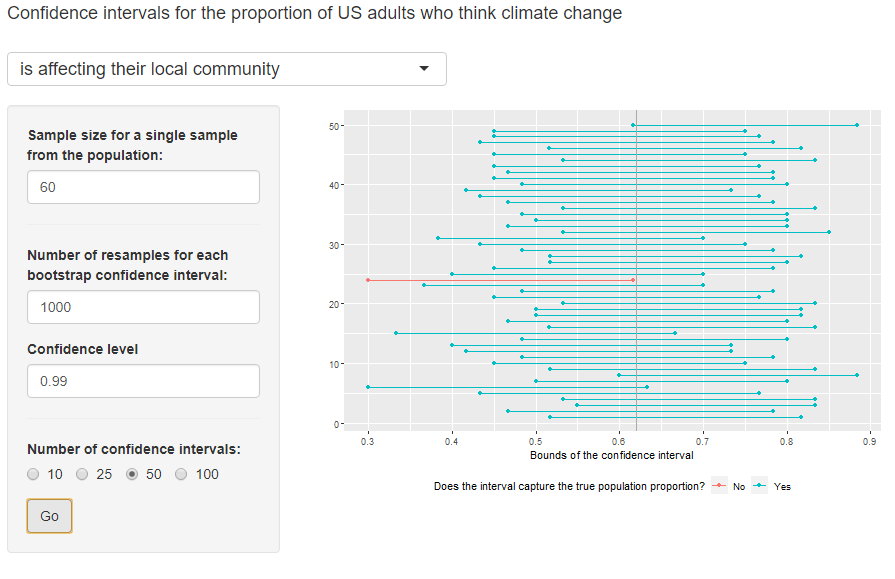 Confidence intervals for the proportion of US adults who think climate change
is affecting their local community
Sample size for a single sample
from the population:
60
Number of resamples for each
bootstrap confidence interval:
1000
Confidence level
0.99
Number of confidence intervals:
10 25 50 100
Go
50
40
30
20
10
0
0.3 0.4 0.5 0.6 0.7 0.8 0.9
Bounds of the confidence interval
Does the interval capture the true population proportion? No Yes